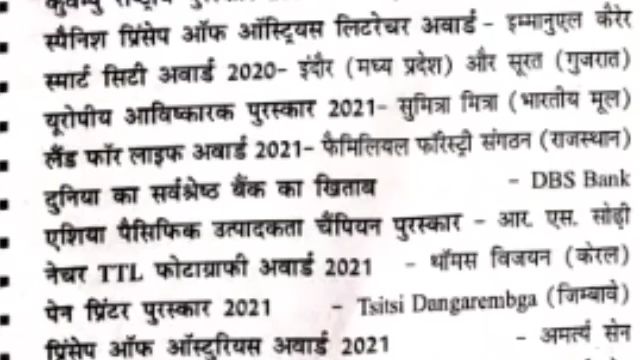 स्पैनिश प्रिंसेप ऑफ ऑस्ट्रियस लिटरेचर अवार्ड - इम्मानुएल कैरेर
स्मार्ट सिटी अवार्ड 2020- इंदौर (मध्य प्रदेश) और सूरत (गुजरात)
यूरोपीय आविष्कारक पुरस्कार 2021- सुमित्रा मित्रा (भारतीय मूल)
लैंड फॉर लाइफ अवार्ड 2021- फैमिलियल फॉरेस्ट्री संगठन (राजस्थान)
दुनिया का सर्वश्रेष्ठ बैंक का खिताब - DBS Bank
एशिया पैसिफिक उत्पादकता चैंपियन पुरस्कार - आर. एस. सोढ़ी
नेचर TTL फोटोग्राफी अवार्ड 2021 - थॉमस विजयन (केरल)
पेन प्रिंटर पुरस्कार 2021 - Tsitsi Dangarembga (जिम्बावे)
प्रिंसेप ऑफ ऑस्टुरियस अवार्ड 2021 - अमर्त्य सेन